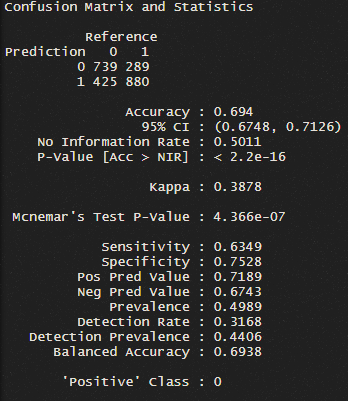 Confusion Matrix and Statistics
Reference
Prediction 0 1
0 739 289
1 425 880
Accuracy : 0.694
95% CI : (0.6748, 0.7126)
No Information Rate : 0.5011
P-Value [Acc > NIR] : < 2.2e-16
Kappa : 0.3878
Mcnemar's Test P-Value : 4.366e-07
Sensitivity : 0.6349
Specificity : 0.7528
Pos Pred Value : 0.7189
Neg Pred Value : 0.6743
Prevalence : 0.4989
Detection Rate : 0.3168
Detection Prevalence : 0.4406
Balanced Accuracy : 0.6938
'Positive' Class : 0